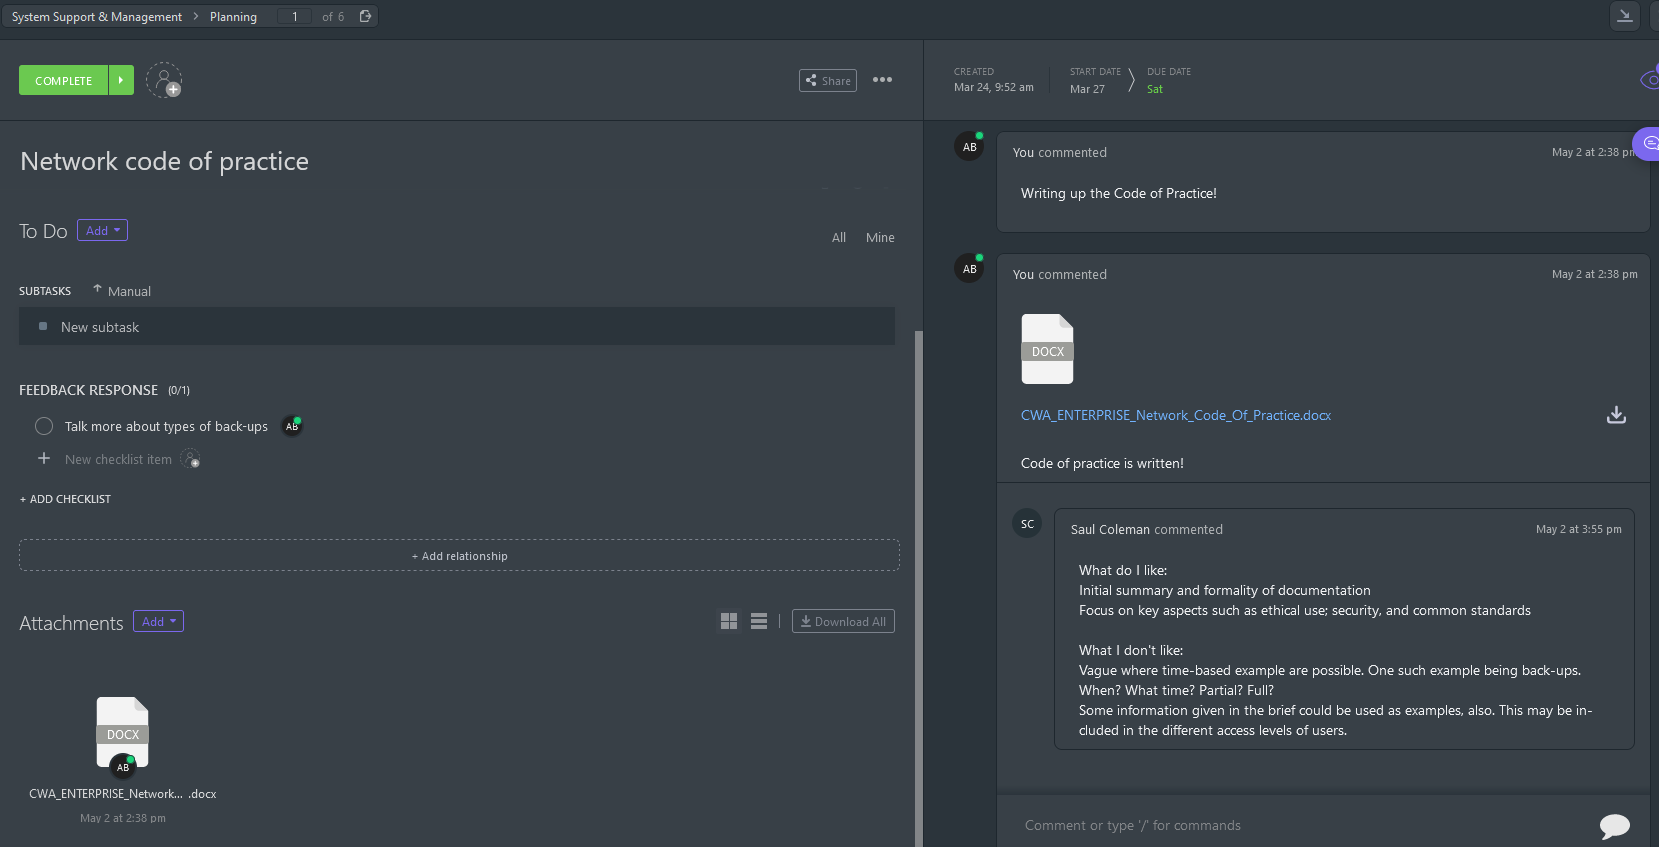 System Support & Management > Planning 1 of 6
COMPLETE
Share
CREATED
Mar 24, 9:52 am
START DATE
Mar 27
DUE DATE
Sat
Network code of practice
To Do Add
All Mine
SUBTASKS Manual
New subtask
FEEDBACK RESPONSE (0/1)
Talk more about types of back-ups AB
New checklist item
+ ADD CHECKLIST
+ Add relationship
Attachments Add
Download All
DOCX
AB
CWA_ENTERPRISE_Network... .docx
May 2 at 2:38 pm
AB
You commented May 2 at 2:38 pm
Writing up the Code of Practice!
AB
You commented May 2 at 2:38 pm
DOCX
CWA_ENTERPRISE_Network_Code_Of_Practice.docx
Code of practice is written!
SC
Saul Coleman commented May 2 at 3:55 pm
What do I like:
Initial summary and formality of documentation
Focus on key aspects such as ethical use; security, and common standards
What I don't like:
Vague where time-based example are possible. One such example being back-ups.
When? What time? Partial? Full?
Some information given in the brief could be used as examples, also. This may be in-
cluded in the different access levels of users.
Comment or type '/' for commands